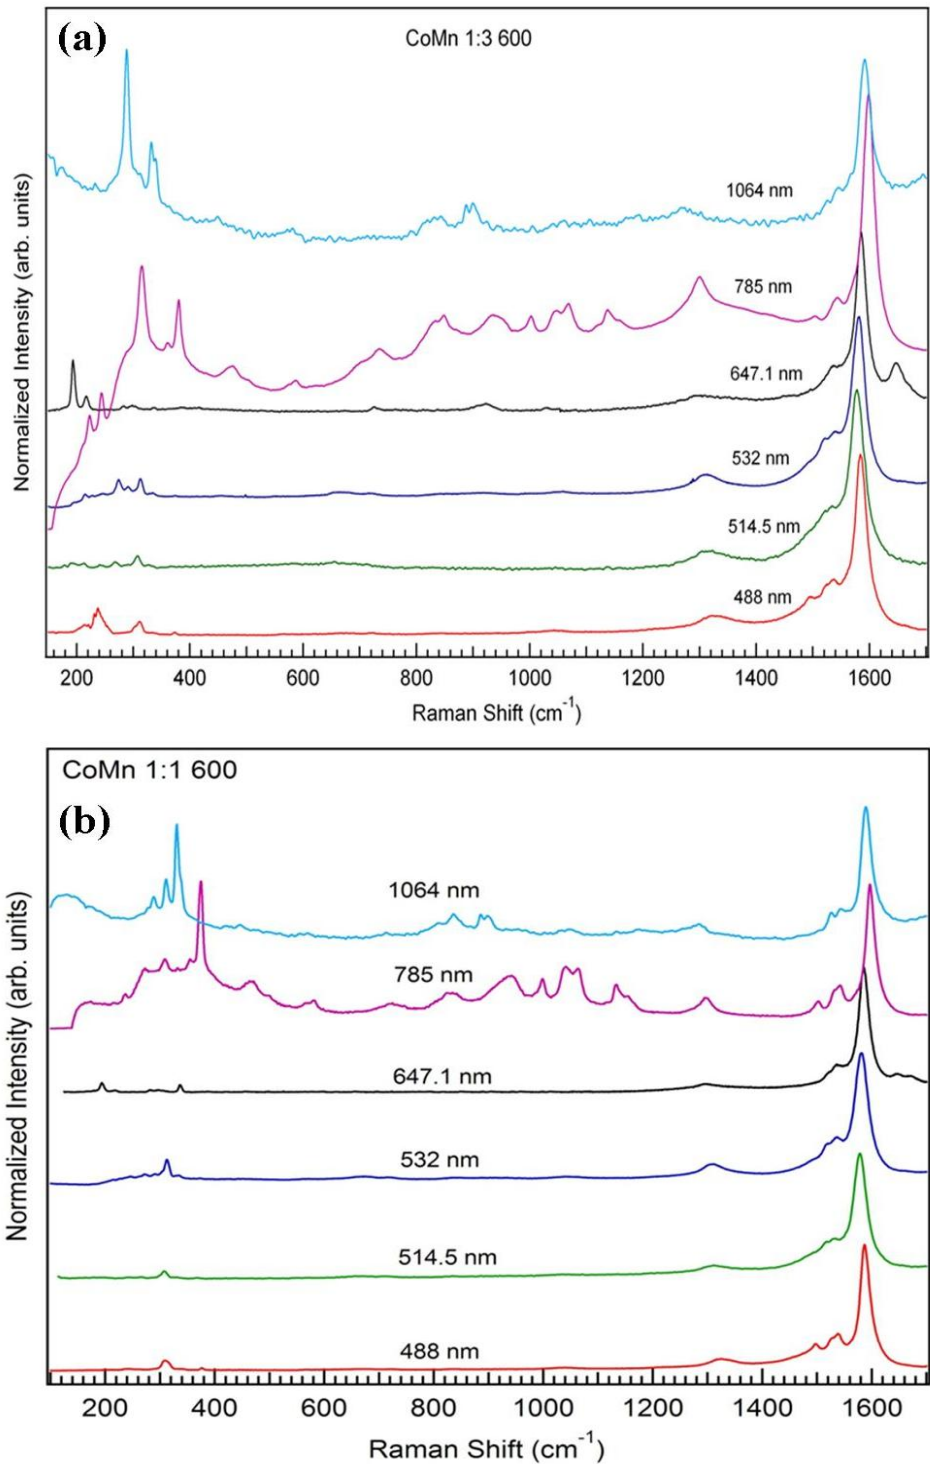 (a)
CoMn 1:3 600
1064 nm
785 nm
647.1 nm
532 nm
514.5 nm
488 nm
Normalized Intensity (arb. units)
200 400 600 800 1000 1200 1400 1600
Raman Shift (cm⁻¹)
CoMn 1:1 600
(b)
1064 nm
785 nm
647.1 nm
532 nm
514.5 nm
488 nm
Normalized Intensity (arb. units)
200 400 600 800 1000 1200 1400 1600
Raman Shift (cm⁻¹)